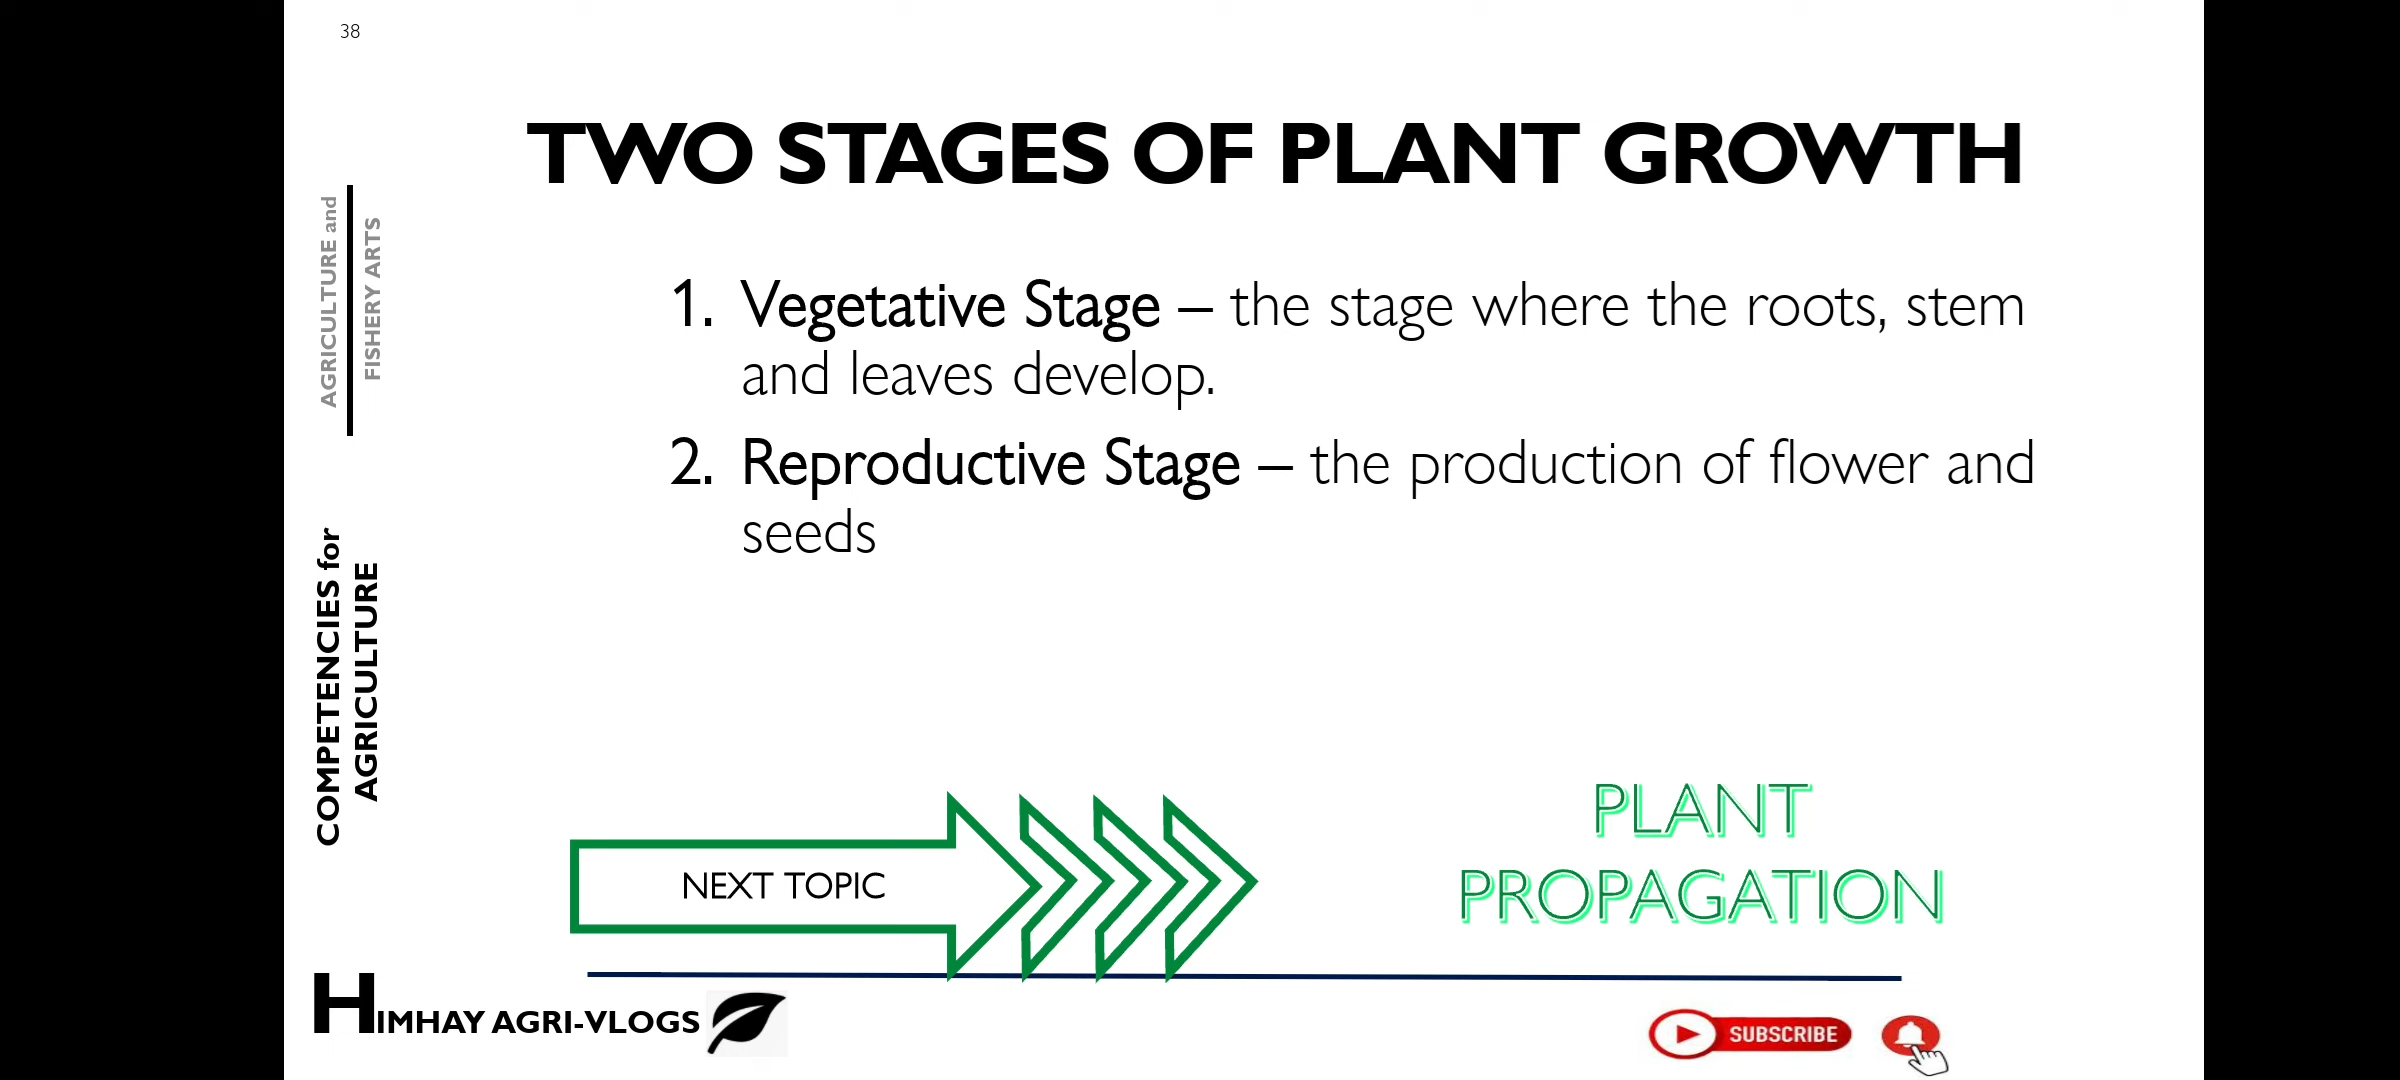 38
TWO STAGES OF PLANT GROWTH
AGRICULTURE and
FISHERY ARTS
1. Vegetative Stage – the stage where the roots, stem
and leaves develop.
2. Reproductive Stage – the production of flower and
seeds
COMPETENCIES for
AGRICULTURE
NEXT TOPIC
PLANT
PROPAGATION
HIMHAY AGRI-VLOGS
SUBSCRIBE